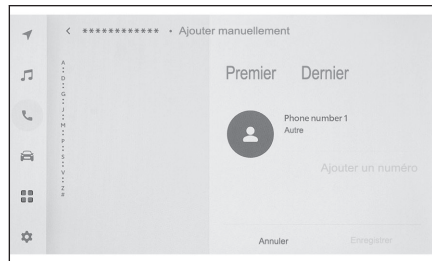 ************ • Ajouter manuellement
A
D
G
J
M
P
S
V
Z
#
Premier Dernier
Phone number 1
Autre
Ajouter un numéro
Annuler Enregistrer